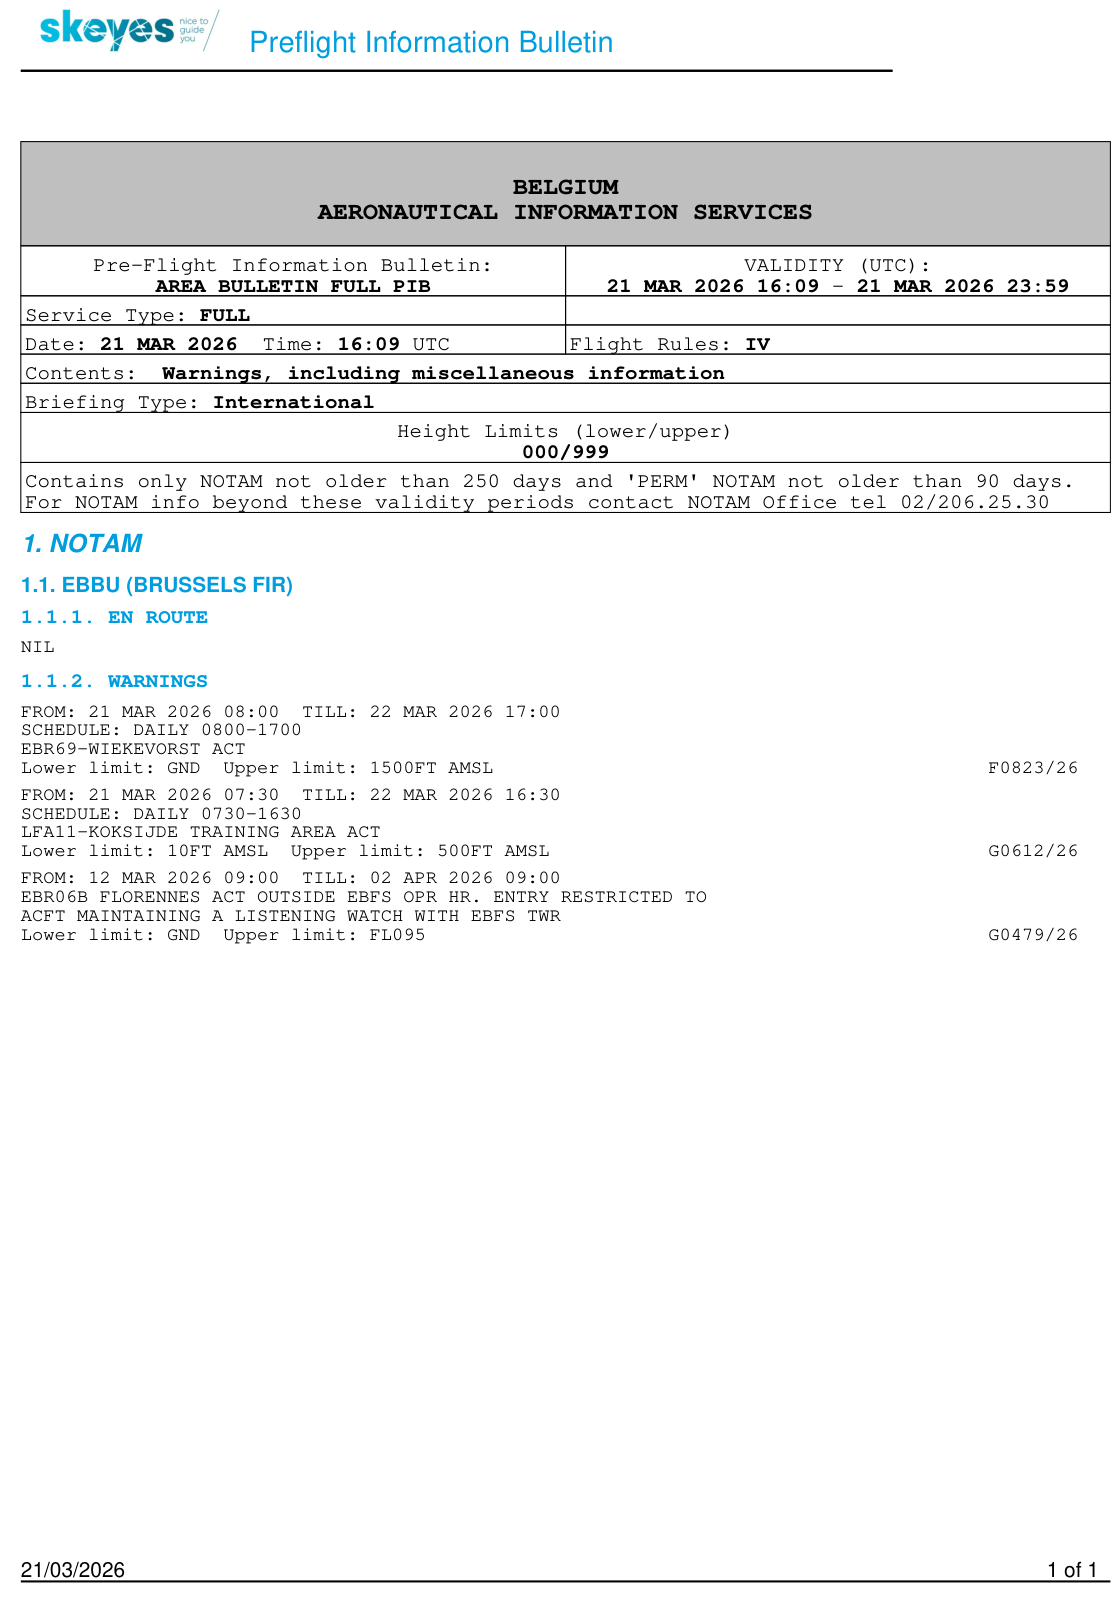 skeyes nice to guide you
Preflight Information Bulletin
BELGIUM
AERONAUTICAL INFORMATION SERVICES
Pre-Flight Information Bulletin:
AREA BULLETIN FULL PIB
VALIDITY (UTC):
21 MAR 2026 16:09 - 21 MAR 2026 23:59
Service Type: FULL
Date: 21 MAR 2026  Time: 16:09 UTC
Flight Rules: IV
Contents:  Warnings, including miscellaneous information
Briefing Type: International
Height Limits (lower/upper)
000/999
Contains only NOTAM not older than 250 days and 'PERM' NOTAM not older than 90 days.
For NOTAM info beyond these validity periods contact NOTAM Office tel 02/206.25.30
1. NOTAM
1.1. EBBU (BRUSSELS FIR)
1.1.1. EN ROUTE
NIL
1.1.2. WARNINGS
FROM: 21 MAR 2026 08:00  TILL: 22 MAR 2026 17:00
SCHEDULE: DAILY 0800-1700
EBR69-WIEKEVORST ACT
Lower limit: GND  Upper limit: 1500FT AMSL F0823/26
FROM: 21 MAR 2026 07:30  TILL: 22 MAR 2026 16:30
SCHEDULE: DAILY 0730-1630
LFA11-KOKSIJDE TRAINING AREA ACT
Lower limit: 10FT AMSL  Upper limit: 500FT AMSL G0612/26
FROM: 12 MAR 2026 09:00  TILL: 02 APR 2026 09:00
EBR06B FLORENNES ACT OUTSIDE EBFS OPR HR. ENTRY RESTRICTED TO
ACFT MAINTAINING A LISTENING WATCH WITH EBFS TWR
Lower limit: GND  Upper limit: FL095 G0479/26
21/03/2026 1 of 1